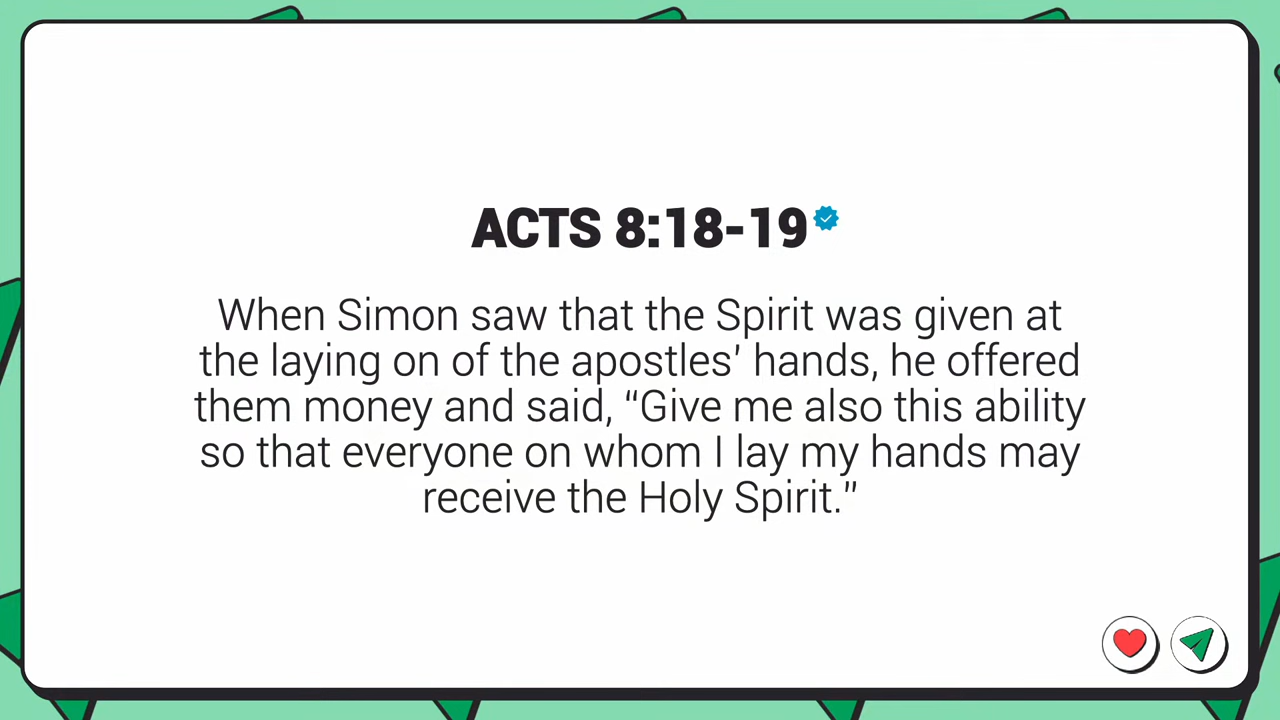 ACTS 8:18-19
When Simon saw that the Spirit was given at
the laying on of the apostles’ hands, he offered
them money and said, “Give me also this ability
so that everyone on whom I lay my hands may
receive the Holy Spirit.”